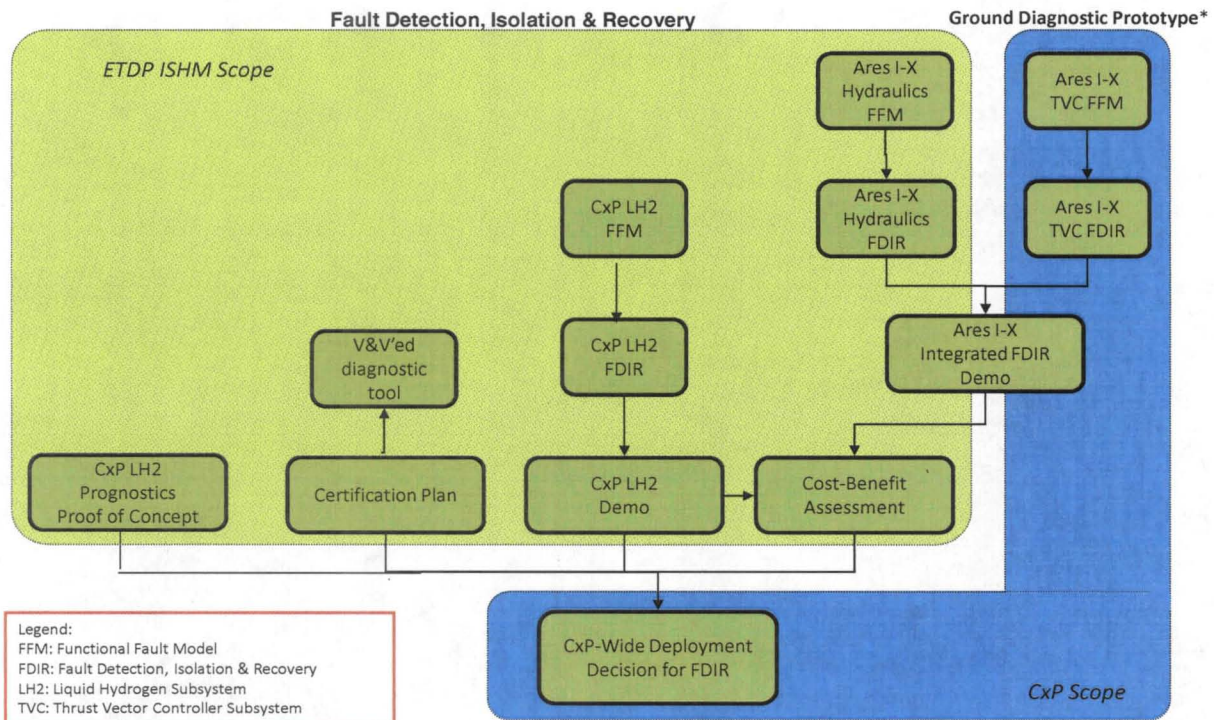 Fault Detection, Isolation & Recovery
Ground Diagnostic Prototype*
ETDP ISHM Scope
Ares I-X
Hydraulics
FFM
Ares I-X
TVC FFM
CxP LH2
FFM
Ares I-X
Hydraulics
FDIR
Ares I-X
TVC FDIR
V&V'ed
diagnostic
tool
CxP LH2
FDIR
Ares I-X
Integrated FDIR
Demo
CxP LH2
Prognostics
Proof of Concept
Certification Plan
CxP LH2
Demo
Cost-Benefit
Assessment
CxP-Wide Deployment
Decision for FDIR
CxP Scope
Legend:
FFM: Functional Fault Model
FDIR: Fault Detection, Isolation & Recovery
LH2: Liquid Hydrogen Subsystem
TVC: Thrust Vector Controller Subsystem